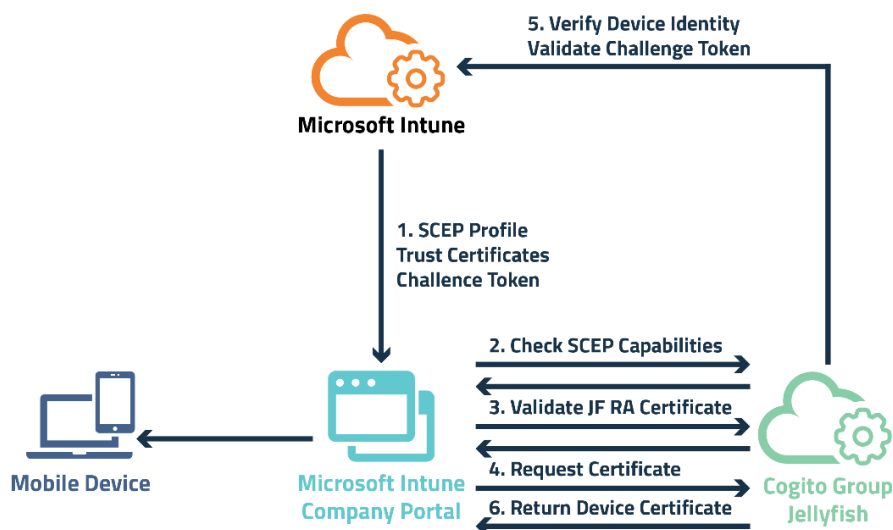 5. Verify Device Identity
Validate Challenge Token
Microsoft Intune
1. SCEP Profile
Trust Certificates
Challence Token
2. Check SCEP Capabilities
3. Validate JF RA Certificate
4. Request Certificate
6. Return Device Certificate
Mobile Device
Microsoft Intune
Company Portal
Cogito Group
Jellyfish